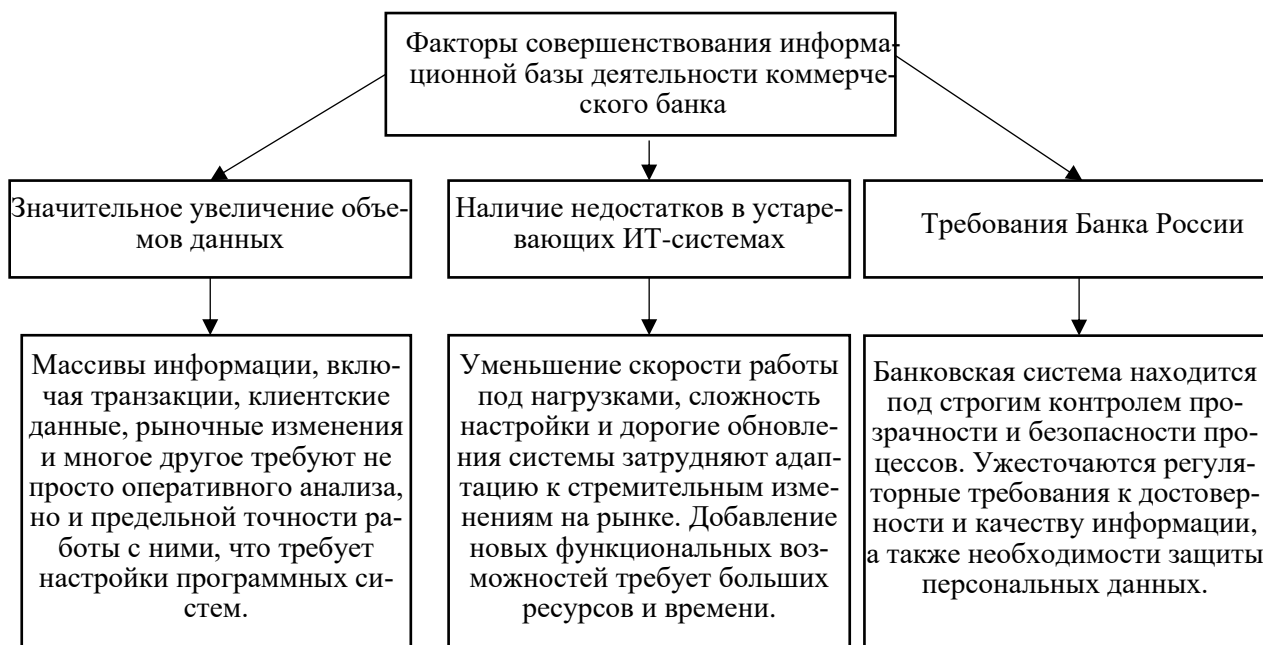 Факторы совершенствования информа-
ционной базы деятельности коммерче-
ского банка
Значительное увеличение объе-
мов данных
Наличие недостатков в устаре-
вающих ИТ-системах
Требования Банка России
Массивы информации, вклю-
чая транзакции, клиентские
данные, рыночные изменения
и многое другое требуют не
просто оперативного анализа,
но и предельной точности ра-
боты с ними, что требует
настройки программных си-
стем.
Уменьшение скорости работы
под нагрузками, сложность
настройки и дорогие обновле-
ния системы затрудняют адап-
тацию к стремительным изме-
нениям на рынке. Добавление
новых функциональных воз-
можностей требует больших
ресурсов и времени.
Банковская система находится
под строгим контролем про-
зрачности и безопасности про-
цессов. Ужесточаются регуля-
торные требования к достовер-
ности и качеству информации,
а также необходимости защиты
персональных данных.